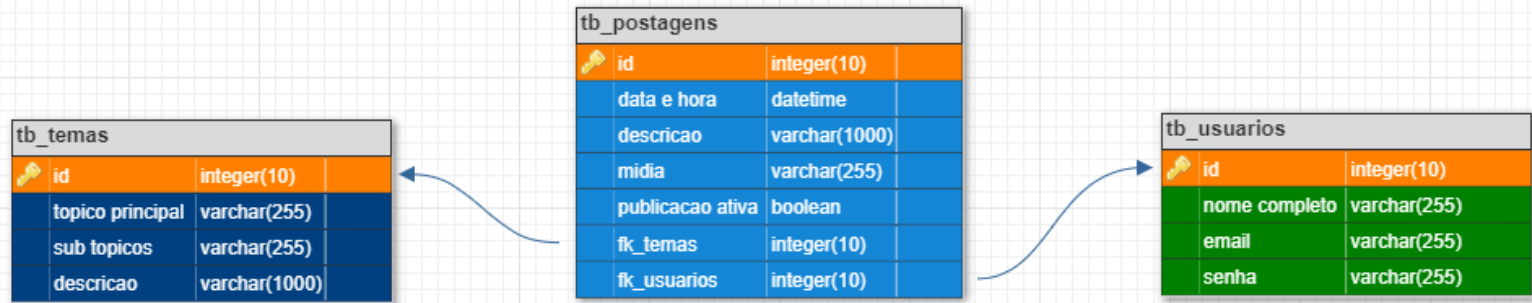 tb_temas
id integer(10)
topico principal varchar(255)
sub topicos varchar(255)
descricao varchar(1000)
tb_postagens
id integer(10)
data e hora datetime
descricao varchar(1000)
midia varchar(255)
publicacao ativa boolean
fk_temas integer(10)
fk_usuarios integer(10)
tb_usuarios
id integer(10)
nome completo varchar(255)
email varchar(255)
senha varchar(255)